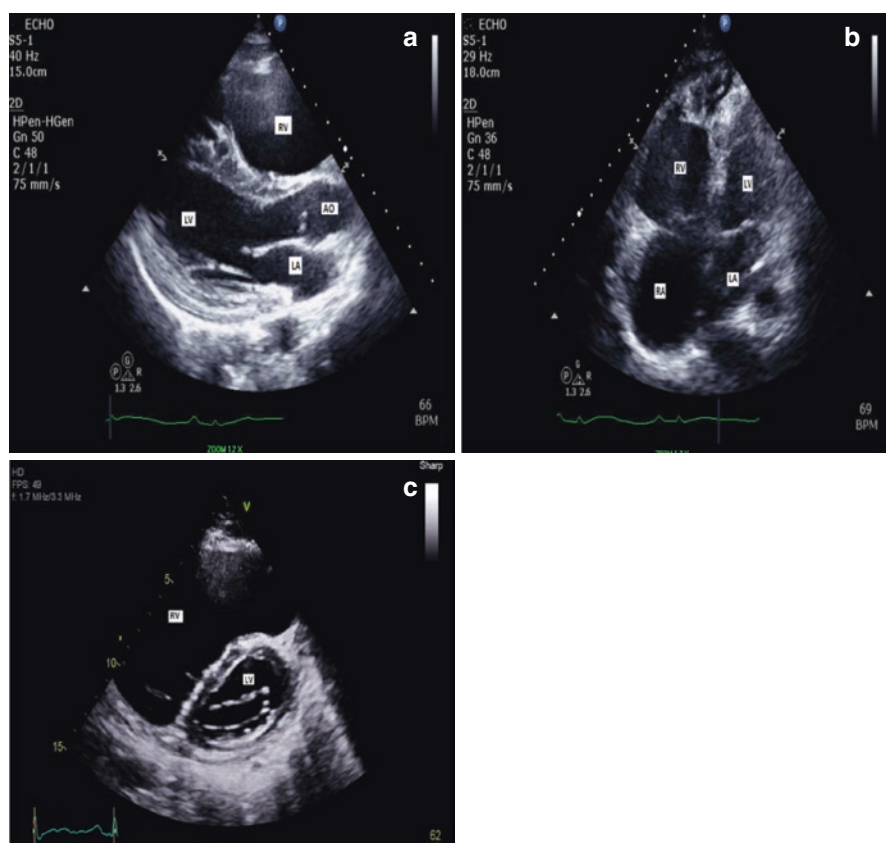 ECHO
S5-1
40 Hz
15.0cm
2D
HPen-HGen
Gn 50
C 48
2/1/1
75 mm/s
P
a
RV
LV
AO
LA
G
P R
1.3 2.6
66
BPM
ZOOM 1.2X
ECHO
S5-1
29 Hz
18.0cm
2D
HPen
Gn 36
C 48
2/1/1
75 mm/s
P
b
RV
LV
RA
LA
G
P R
1.3 2.6
69
BPM
HD
FPS: 49
f: 1.7 MHz/3.3 MHz
Sharp
V
c
5
RV
10
LV
15
62